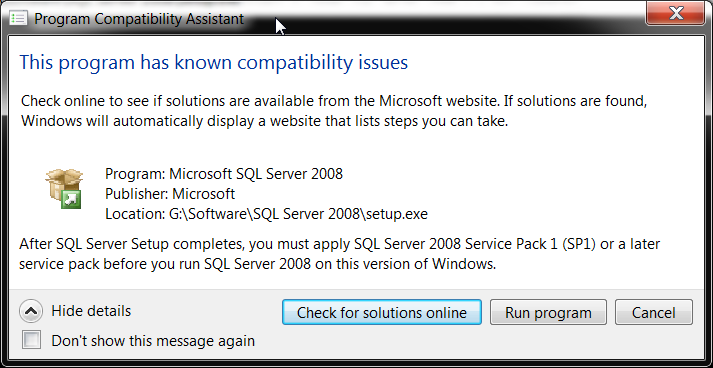 Program Compatibility Assistant
This program has known compatibility issues
Check online to see if solutions are available from the Microsoft website. If solutions are found,
Windows will automatically display a website that lists steps you can take.
Program: Microsoft SQL Server 2008
Publisher: Microsoft
Location: G:\Software\SQL Server 2008\setup.exe
After SQL Server Setup completes, you must apply SQL Server 2008 Service Pack 1 (SP1) or a later
service pack before you run SQL Server 2008 on this version of Windows.
Hide details
Check for solutions online
Run program
Cancel
Don't show this message again